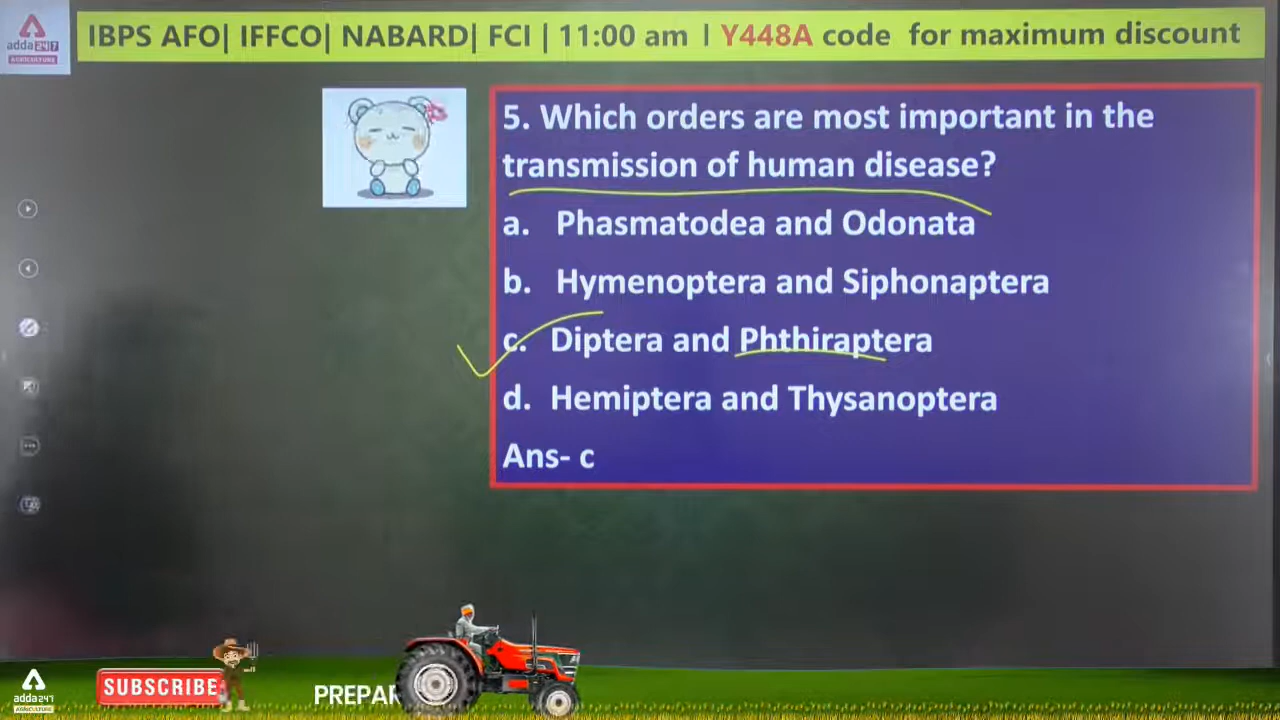 adda247
AGRICULTURE
IBPS AFO| IFFCO| NABARD| FCI | 11:00 am I Y448A code for maximum discount
5. Which orders are most important in the
transmission of human disease?
a. Phasmatodea and Odonata
b. Hymenoptera and Siphonaptera
c. Diptera and Phthiraptera
d. Hemiptera and Thysanoptera
Ans- c
adda247
AGRICULTURE
SUBSCRIBE
PREPAR